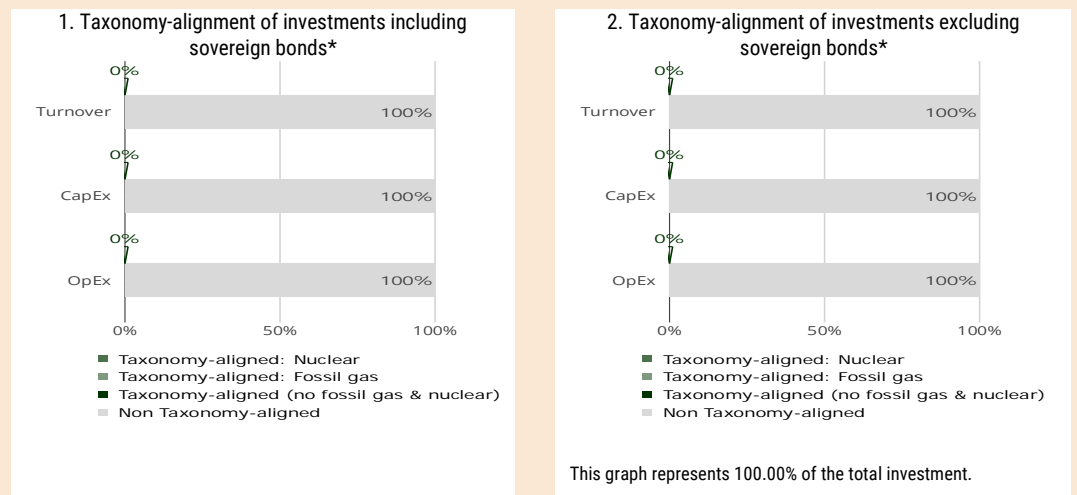 1. Taxonomy-alignment of investments including
sovereign bonds*
0%
Turnover 100%
0%
CapEx 100%
0%
OpEx 100%
0% 50% 100%
Taxonomy-aligned: Nuclear
Taxonomy-aligned: Fossil gas
Taxonomy-aligned (no fossil gas & nuclear)
Non Taxonomy-aligned
2. Taxonomy-alignment of investments excluding
sovereign bonds*
0%
Turnover 100%
0%
CapEx 100%
0%
OpEx 100%
0% 50% 100%
Taxonomy-aligned: Nuclear
Taxonomy-aligned: Fossil gas
Taxonomy-aligned (no fossil gas & nuclear)
Non Taxonomy-aligned
This graph represents 100.00% of the total investment.